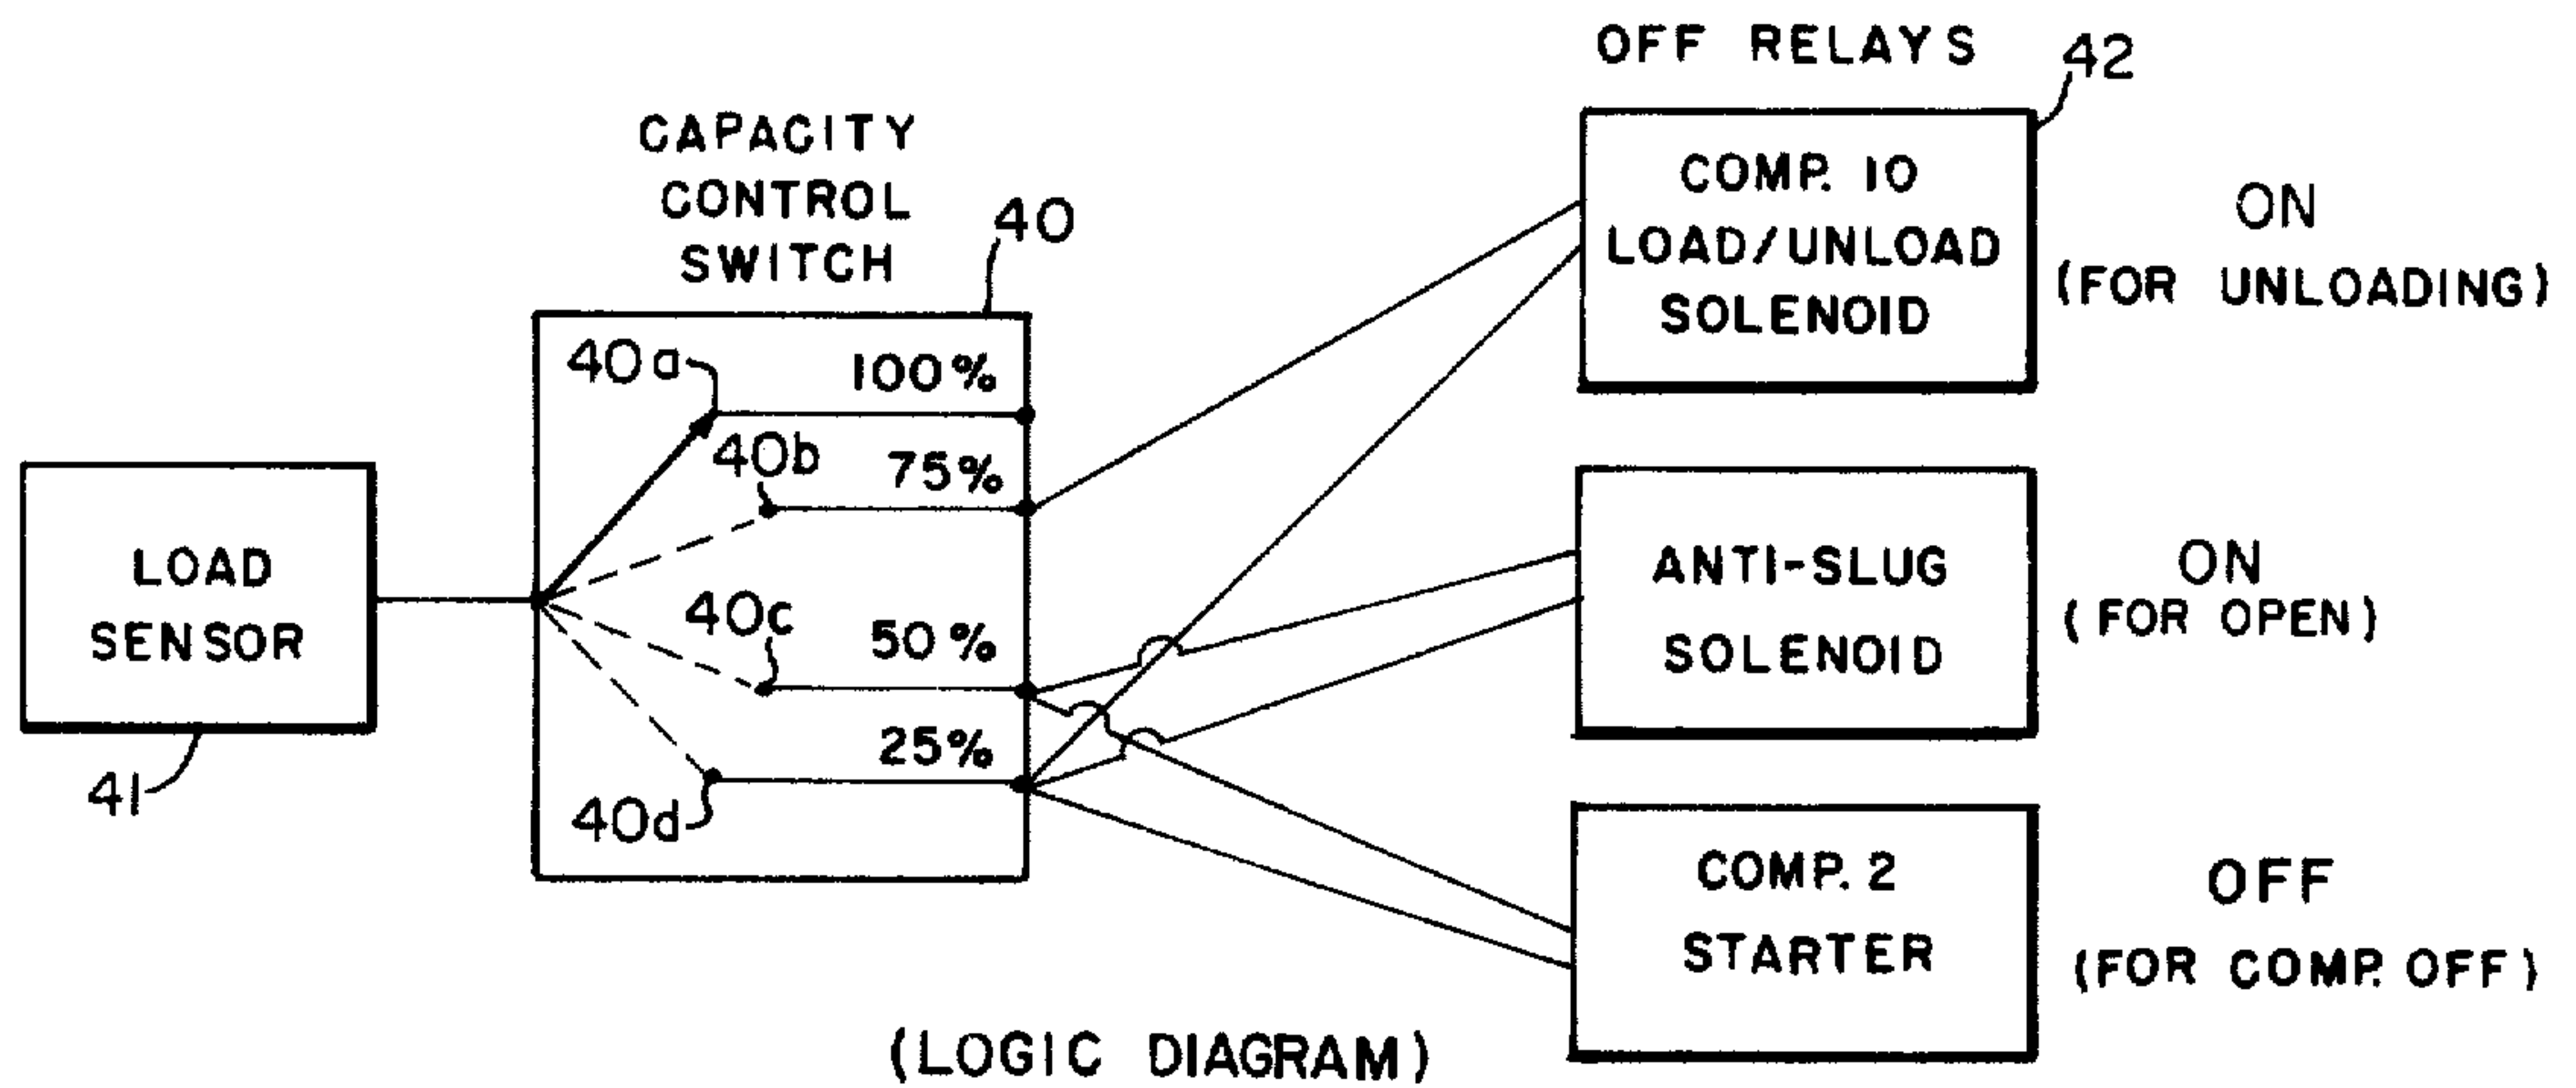 OFF RELAYS
42
CAPACITY
CONTROL
SWITCH
40
COMP. 10
LOAD/UNLOAD
SOLENOID
ON
(FOR UNLOADING)
40a
100%
40b
75%
LOAD
SENSOR
41
40c
50%
25%
40d
ANTI-SLUG
SOLENOID
ON
(FOR OPEN)
COMP. 2
STARTER
OFF
(FOR COMP. OFF)
(LOGIC DIAGRAM)